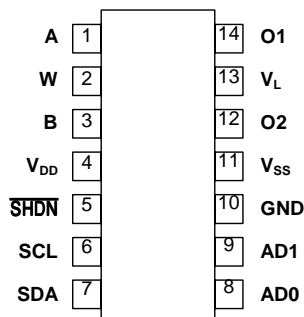 A 1 14 O1
W 2 13 VL
B 3 12 O2
VDD 4 11 VSS
SHDN 5 10 GND
SCL 6 9 AD1
SDA 7 8 AD0